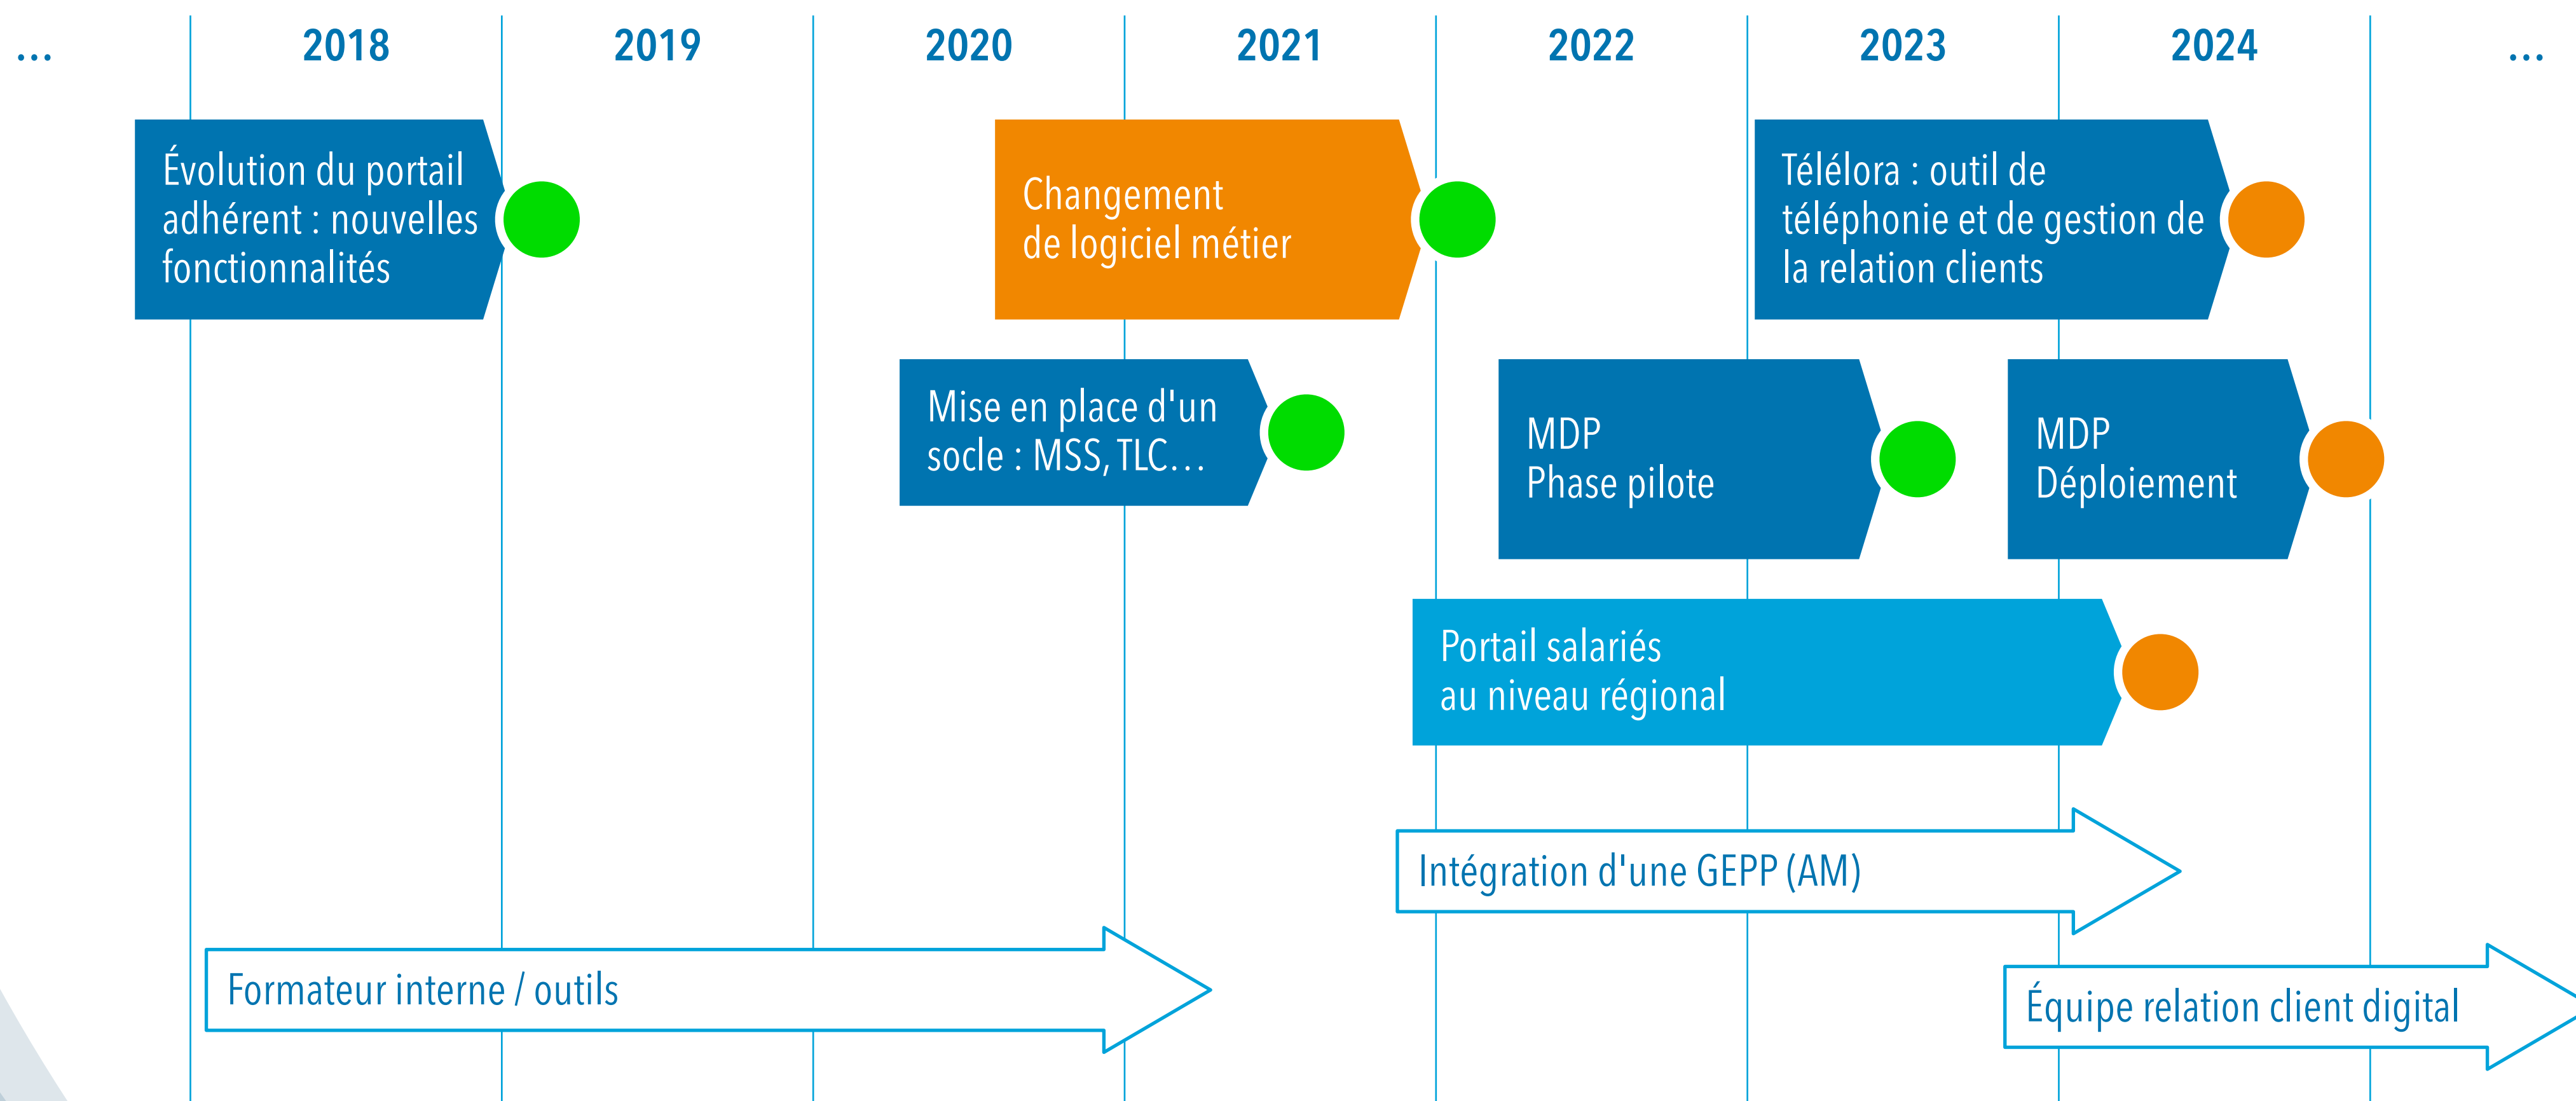 ...
2018
2019
2020
2021
2022
2023
2024
...
Évolution du portail
adhérent : nouvelles
fonctionnalités
Changement
de logiciel métier
Télélora : outil de
téléphonie et de gestion de
la relation clients
Mise en place d'un
socle : MSS, TLC...
MDP
Phase pilote
MDP
Déploiement
Portail salariés
au niveau régional
Intégration d'une GEPP (AM)
Formateur interne / outils
Équipe relation client digital